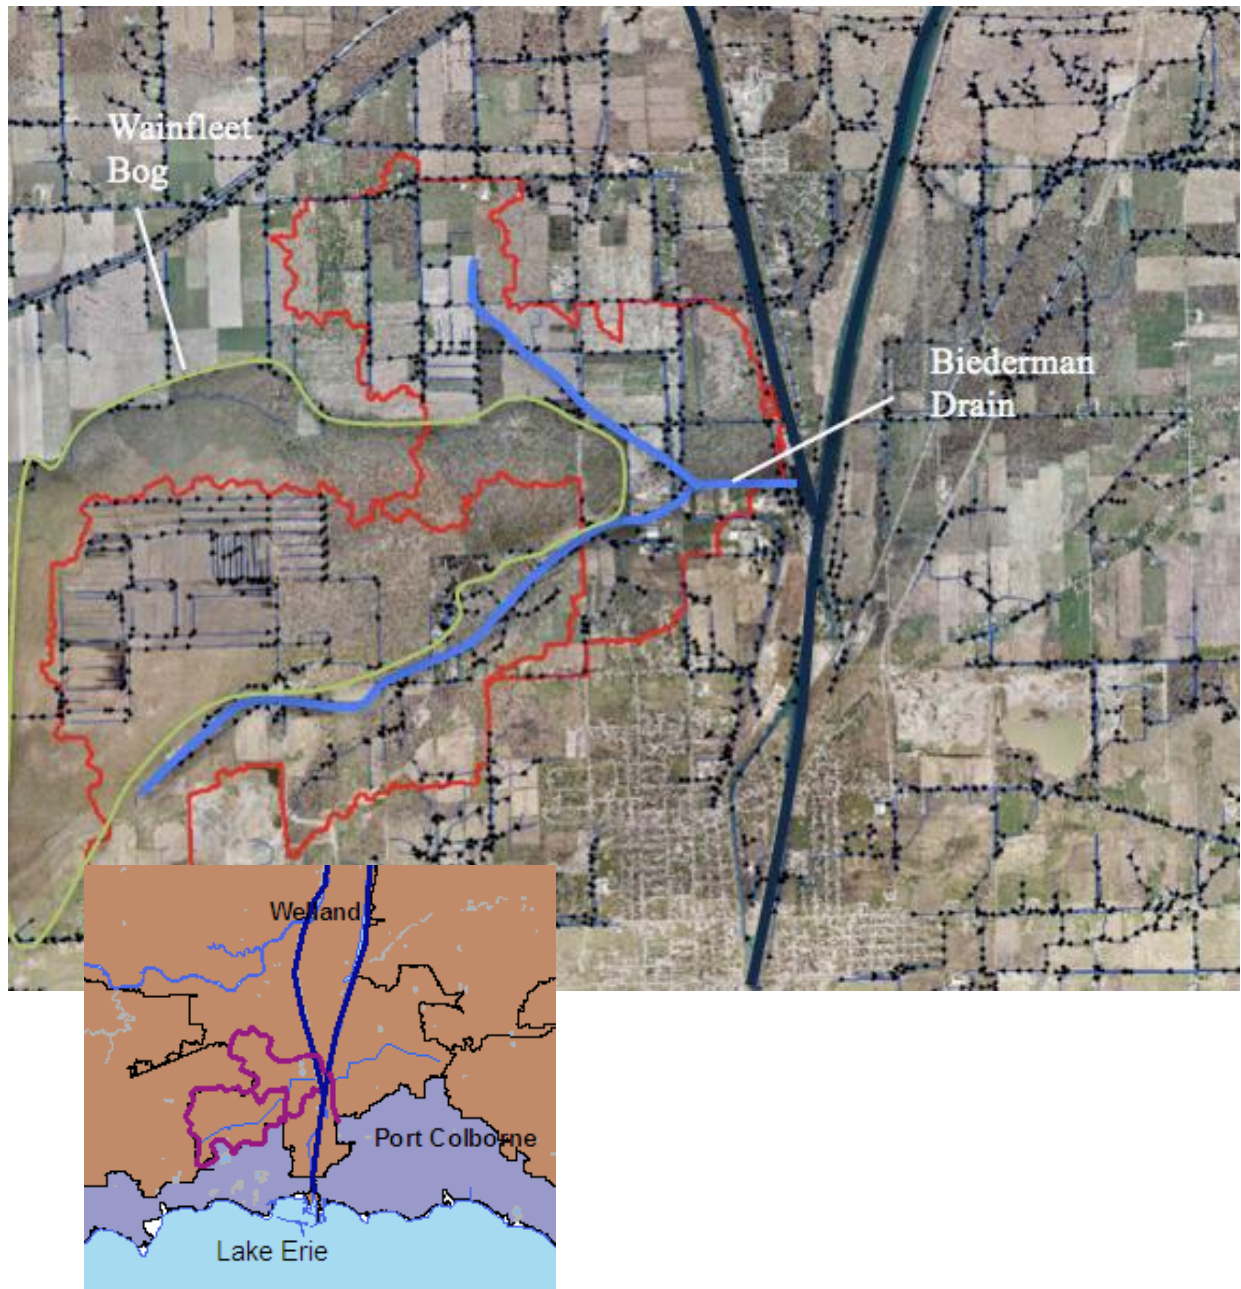 Wainfleet
Bog
Biederman
Drain
Welland
Port Colborne
Lake Erie